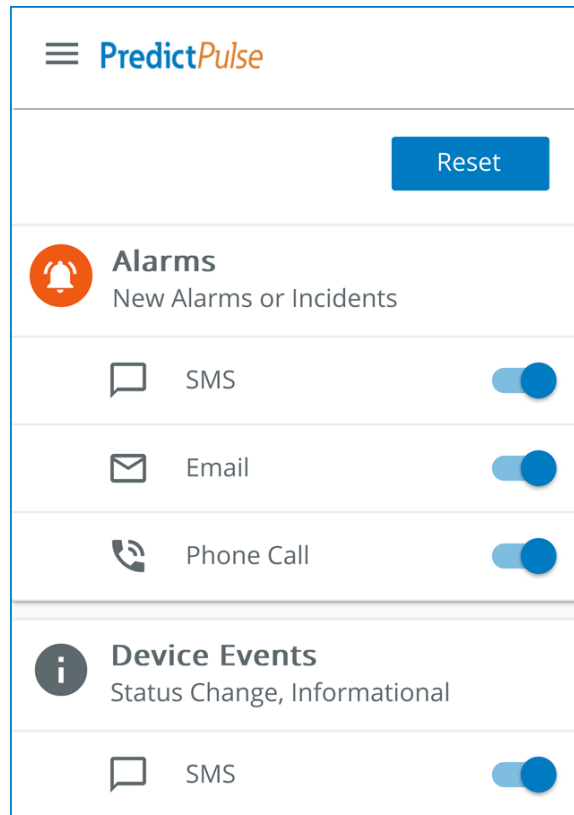 PredictPulse
Reset
Alarms
New Alarms or Incidents
SMS
Email
Phone Call
Device Events
Status Change, Informational
SMS